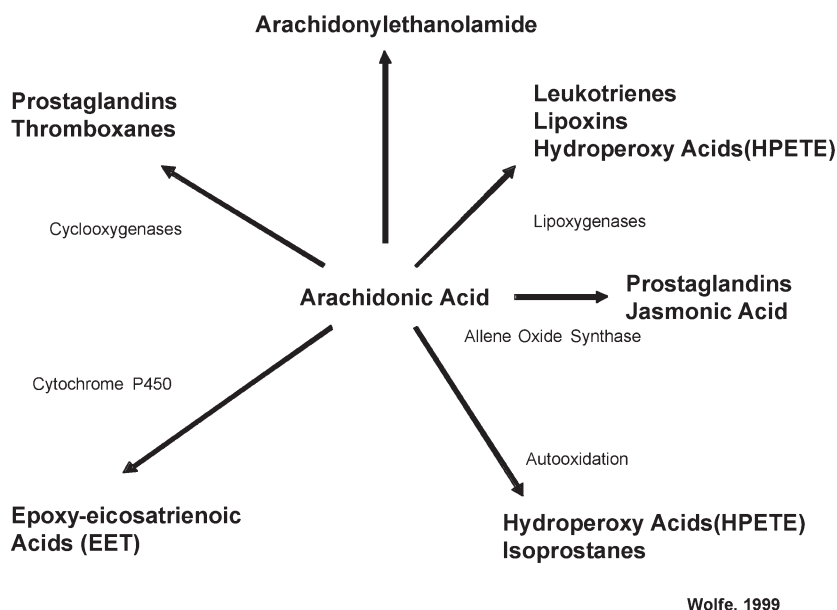 Arachidonylethanolamide
Prostaglandins
Thromboxanes
Leukotrienes
Lipoxins
Hydroperoxy Acids(HPETE)
Cyclooxygenases
Lipoxygenases
Arachidonic Acid
Prostaglandins
Jasmonic Acid
Allene Oxide Synthase
Cytochrome P450
Autooxidation
Epoxy-eicosatrienoic
Acids (EET)
Hydroperoxy Acids(HPETE)
Isoprostanes
Wolfe, 1999